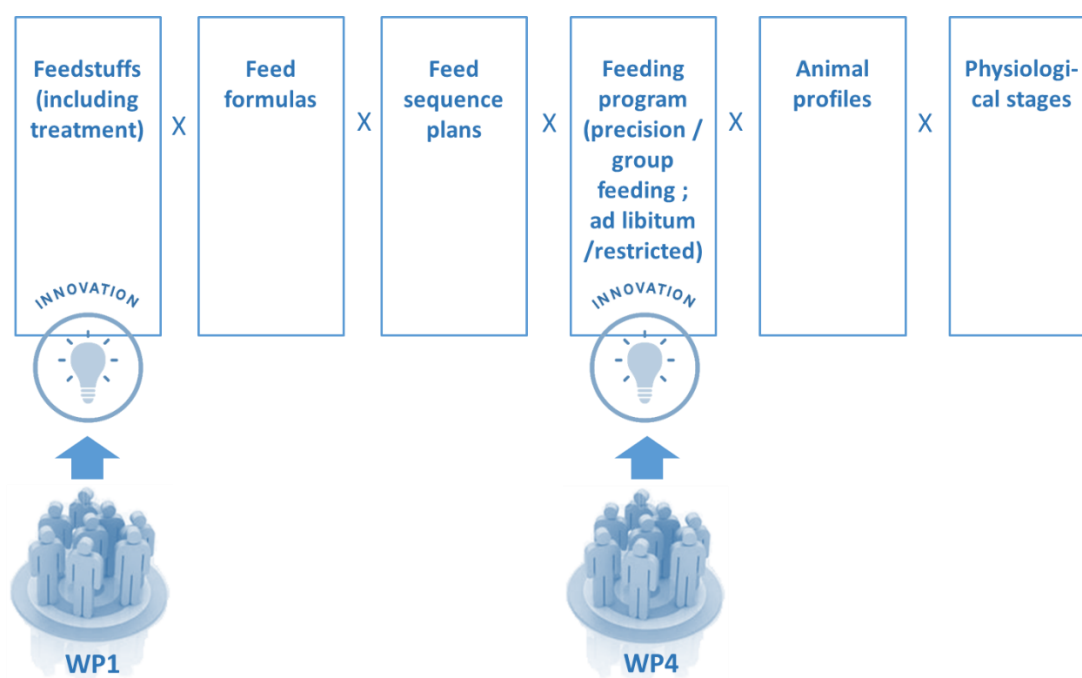 Feedstuffs
(including
treatment)
X
Feed
formulas
X
Feed
sequence
plans
X
Feeding
program
(precision /
group
feeding ;
ad libitum
/restricted)
X
Animal
profiles
X
Physiologi-
cal stages
INNOVATION
INNOVATION
WP1
WP4